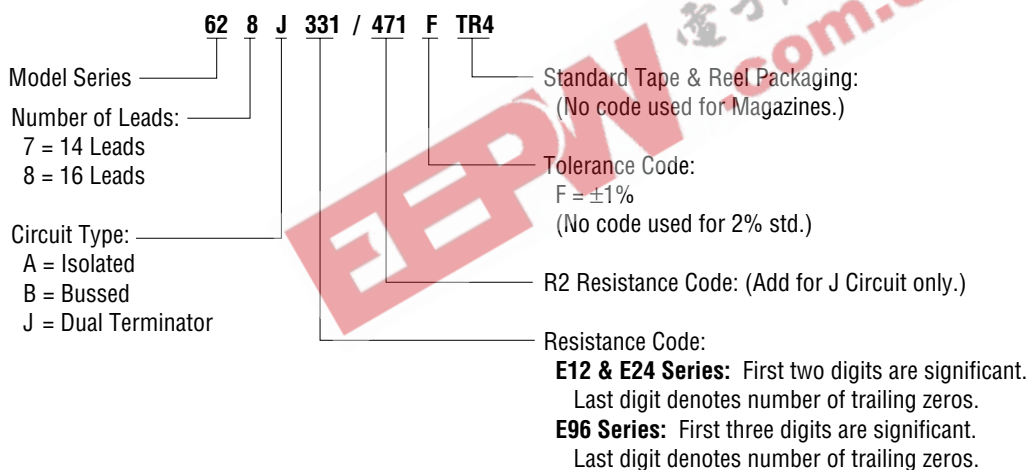 62 8 J 331 / 471 F TR4
Model Series
Number of Leads:
7 = 14 Leads
8 = 16 Leads
Circuit Type:
A = Isolated
B = Bussed
J = Dual Terminator
Standard Tape & Reel Packaging:
(No code used for Magazines.)
Tolerance Code:
F = ±1%
(No code used for 2% std.)
R2 Resistance Code: (Add for J Circuit only.)
Resistance Code:
E12 & E24 Series: First two digits are significant.
Last digit denotes number of trailing zeros.
E96 Series: First three digits are significant.
Last digit denotes number of trailing zeros.
EEPW
.com.